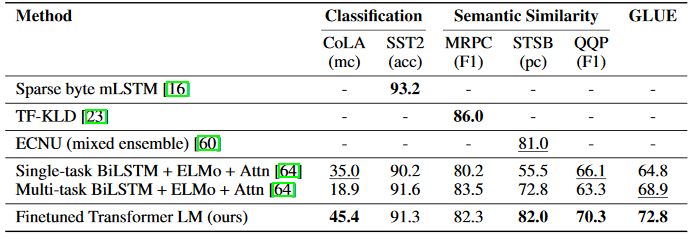 Method Classification Semantic Similarity GLUE
CoLA SST2 MRPC STSB QQP
(mc) (acc) (F1) (pc) (F1)
Sparse byte mLSTM [16] - 93.2 - - - -
TF-KLD [23] - - 86.0 - - -
ECNU (mixed ensemble) [60] - - - 81.0 - -
Single-task BiLSTM + ELMo + Attn [64] 35.0 90.2 80.2 55.5 66.1 64.8
Multi-task BiLSTM + ELMo + Attn [64] 18.9 91.6 83.5 72.8 63.3 68.9
Finetuned Transformer LM (ours) 45.4 91.3 82.3 82.0 70.3 72.8